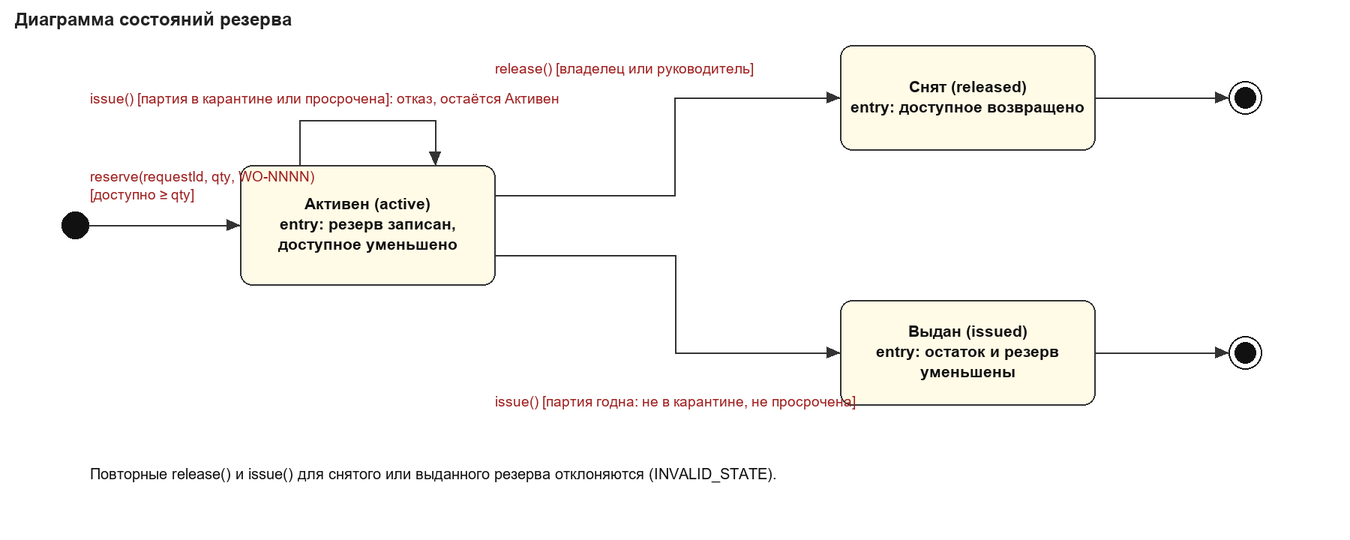 Диаграмма состояний резерва
release() [владелец или руководитель]
issue() [партия в карантине или просрочена]: отказ, остаётся Активен
Снят (released)
entry: доступное возвращено
reserve(requestId, qty, WO-NNNN)
[доступно ≥ qty]
Активен (active)
entry: резерв записан,
доступное уменьшено
Выдан (issued)
entry: остаток и резерв
уменьшены
issue() [партия годна: не в карантине, не просрочена]
Повторные release() и issue() для снятого или выданного резерва отклоняются (INVALID_STATE).